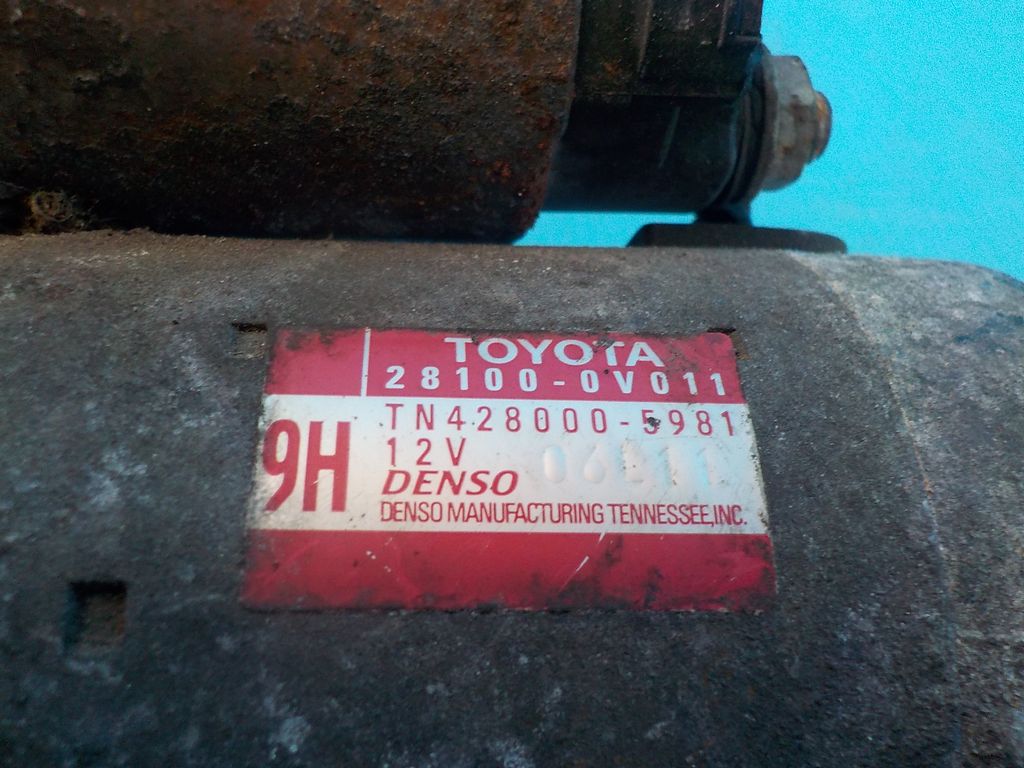 TOYOTA
28100-0V011
TN428000-5981
9H
12V
DENSO
DENSO MANUFACTURING TENNESSEE, INC.